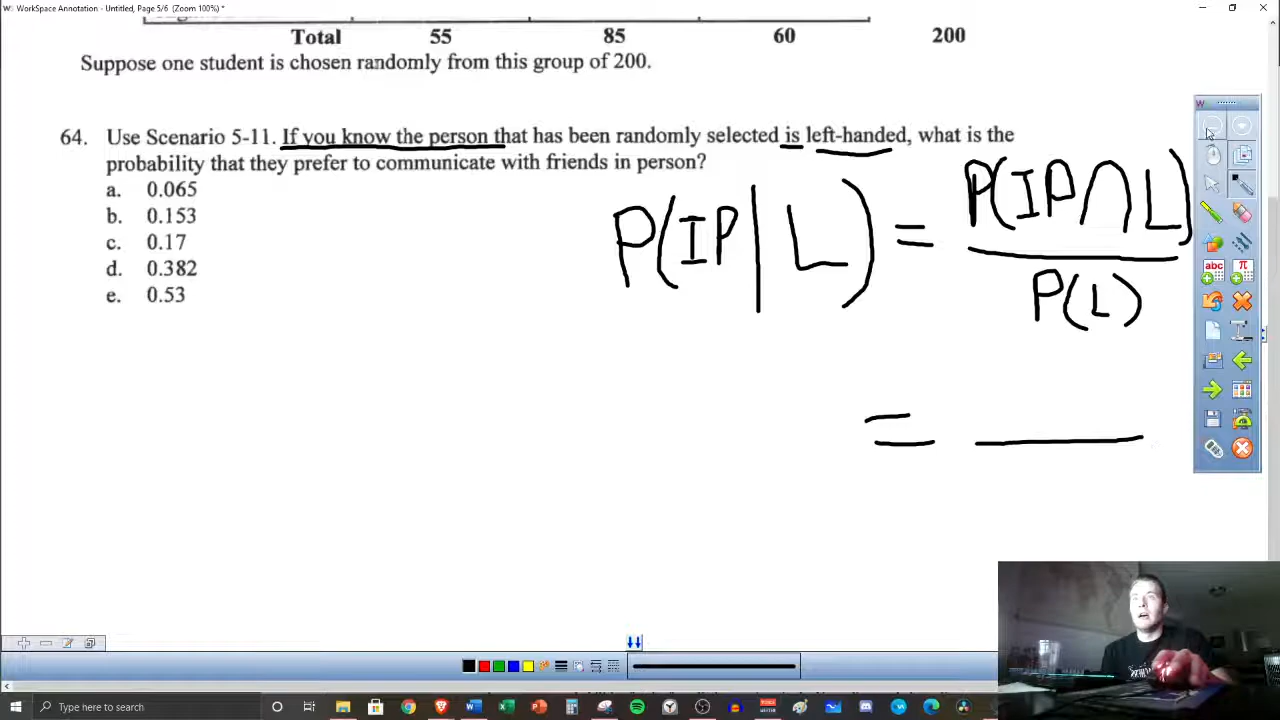 WorkSpace Annotation - Untitled, Page 5/6 (Zoom 100%) *
Total 55 85 60 200
Suppose one student is chosen randomly from this group of 200.
64. Use Scenario 5-11. If you know the person that has been randomly selected is left-handed, what is the
probability that they prefer to communicate with friends in person?
a. 0.065
b. 0.153
c. 0.17
d. 0.382
e. 0.53
P(IP | L) = P(IP ∩ L)
P(L)
=
abc
π
Type here to search